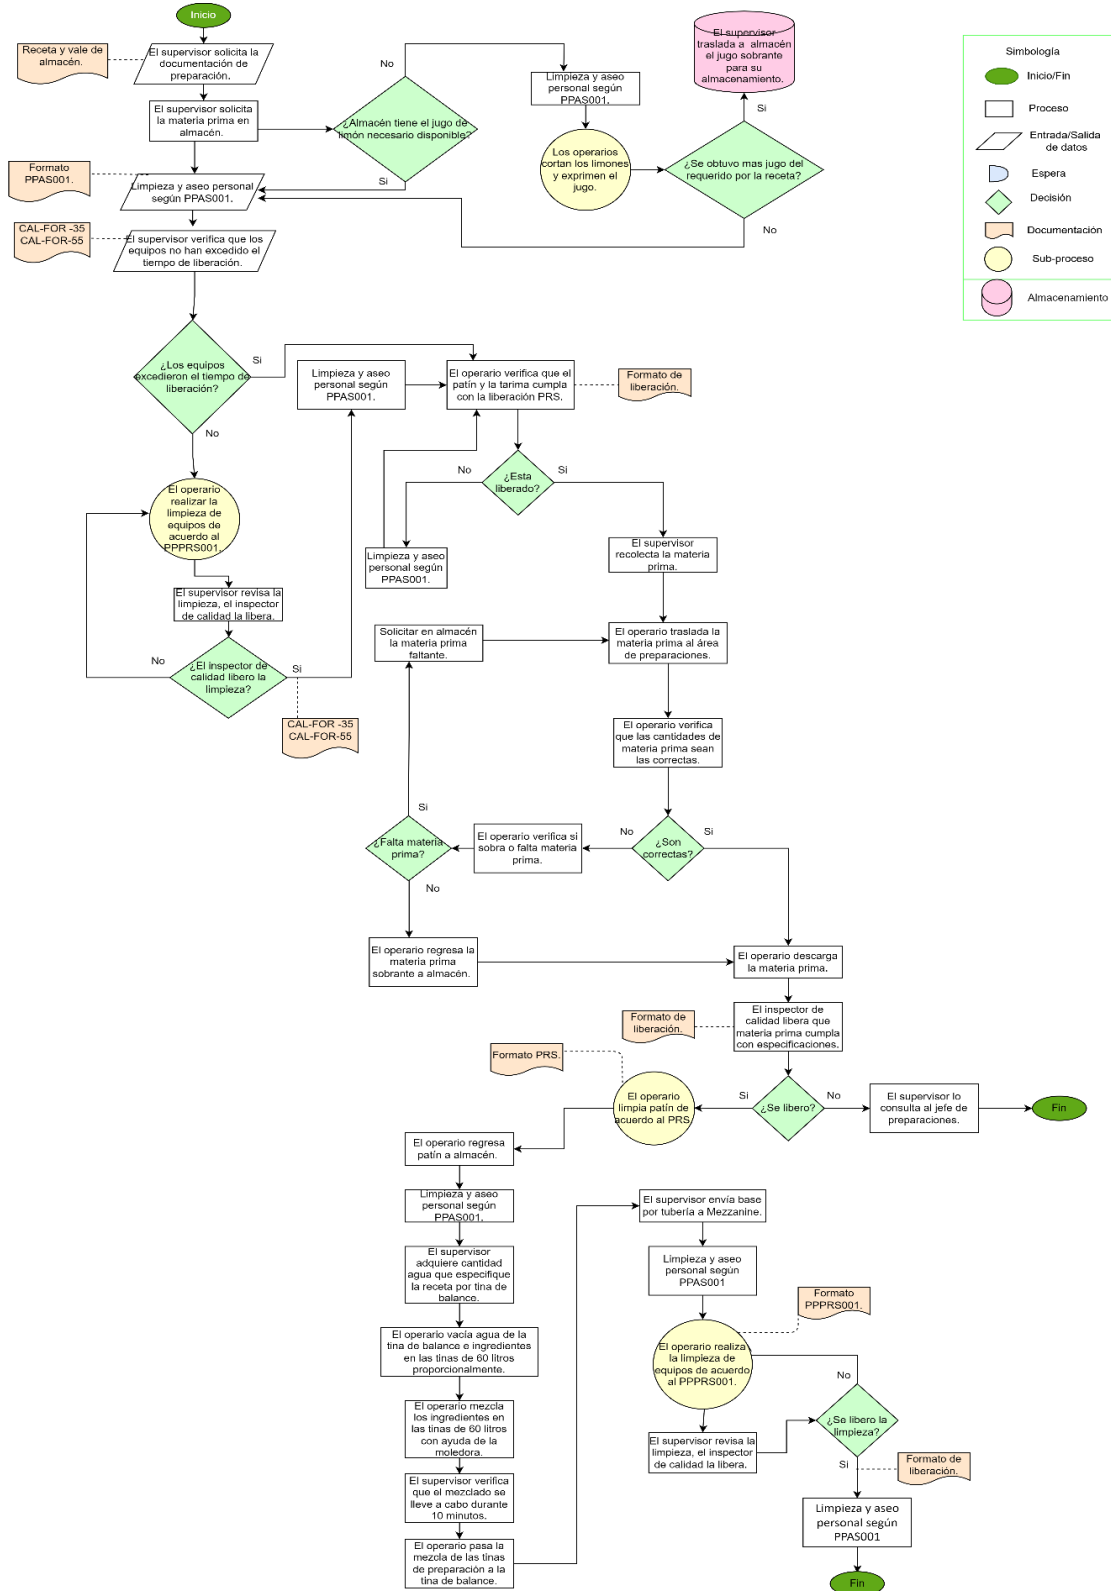 Inicio
Receta y vale de
almacén.
El supervisor solicita la
documentación de
preparación.
El supervisor solicita
la materia prima en
almacén.
¿Almacén tiene el jugo de
limón necesario disponible?
No
Si
Limpieza y aseo
personal según
PPAS001.
Los operarios
cortan los limones
y exprimen el
jugo.
El supervisor
traslada a almacén
el jugo sobrante
para su
almacenamiento.
Si
¿Se obtuvo mas jugo del
requerido por la receta?
No
Simbología
Inicio/Fin
Proceso
Entrada/Salida
de datos
Espera
Decisión
Documentación
Sub-proceso
Almacenamiento
Formato
PPAS001.
Limpieza y aseo personal
según PPAS001.
CAL-FOR -35
CAL-FOR-55
El supervisor verifica que los
equipos no han excedido el
tiempo de liberación.
¿Los equipos
excedieron el tiempo de
liberación?
Si
No
Limpieza y aseo
personal según
PPAS001.
El operario verifica que el
patín y la tarima cumpla
con la liberación PRS.
Formato de
liberación.
¿Esta
liberado?
No
Si
Limpieza y aseo
personal según
PPAS001.
El operario
realizar la
limpieza de
equipos de
acuerdo al
PPPRS001.
El supervisor revisa la
limpieza, el inspector
de calidad la libera.
¿El inspector de
calidad libero la
limpieza?
No
Si
CAL-FOR -35
CAL-FOR-55
El supervisor
recolecta la materia
prima.
Solicitar en almacén
la materia prima
faltante.
El operario traslada la
materia prima al área
de preparaciones.
El operario verifica
que las cantidades de
materia prima sean
las correctas.
¿Son
correctas?
No
Si
El operario verifica si
sobra o falta materia
prima.
¿Falta materia
prima?
Si
No
El operario regresa la
materia prima
sobrante a almacén.
El operario descarga
la materia prima.
Formato de
liberación.
El inspector de
calidad libera que
materia prima cumpla
con especificaciones.
Formato PRS.
El operario
limpia patín de
acuerdo al PRS.
Si
¿Se libero?
No
El supervisor lo
consulta al jefe de
preparaciones.
Fin
El operario regresa
patín a almacén.
Limpieza y aseo
personal según
PPAS001.
El supervisor
adquiere cantidad
agua que especifique
la receta por tina de
balance.
El operario vacía agua de la
tina de balance e ingredientes
en las tinas de 60 litros
proporcionalmente.
El operario mezcla
los ingredientes en
las tinas de 60 litros
con ayuda de la
moledora.
El supervisor verifica
que el mezclado se
lleve a cabo durante
10 minutos.
El operario pasa la
mezcla de las tinas
de preparación a la
tina de balance.
El supervisor envía base
por tubería a Mezzanine.
Limpieza y aseo
personal según
PPAS001
Formato
PPPRS001.
El operario realiza
la limpieza de
equipos de acuerdo
al PPPRS001.
El supervisor revisa la
limpieza, el inspector
de calidad la libera.
No
¿Se libero la
limpieza?
Si
Formato de
liberación.
Limpieza y aseo
personal según
PPAS001
Fin